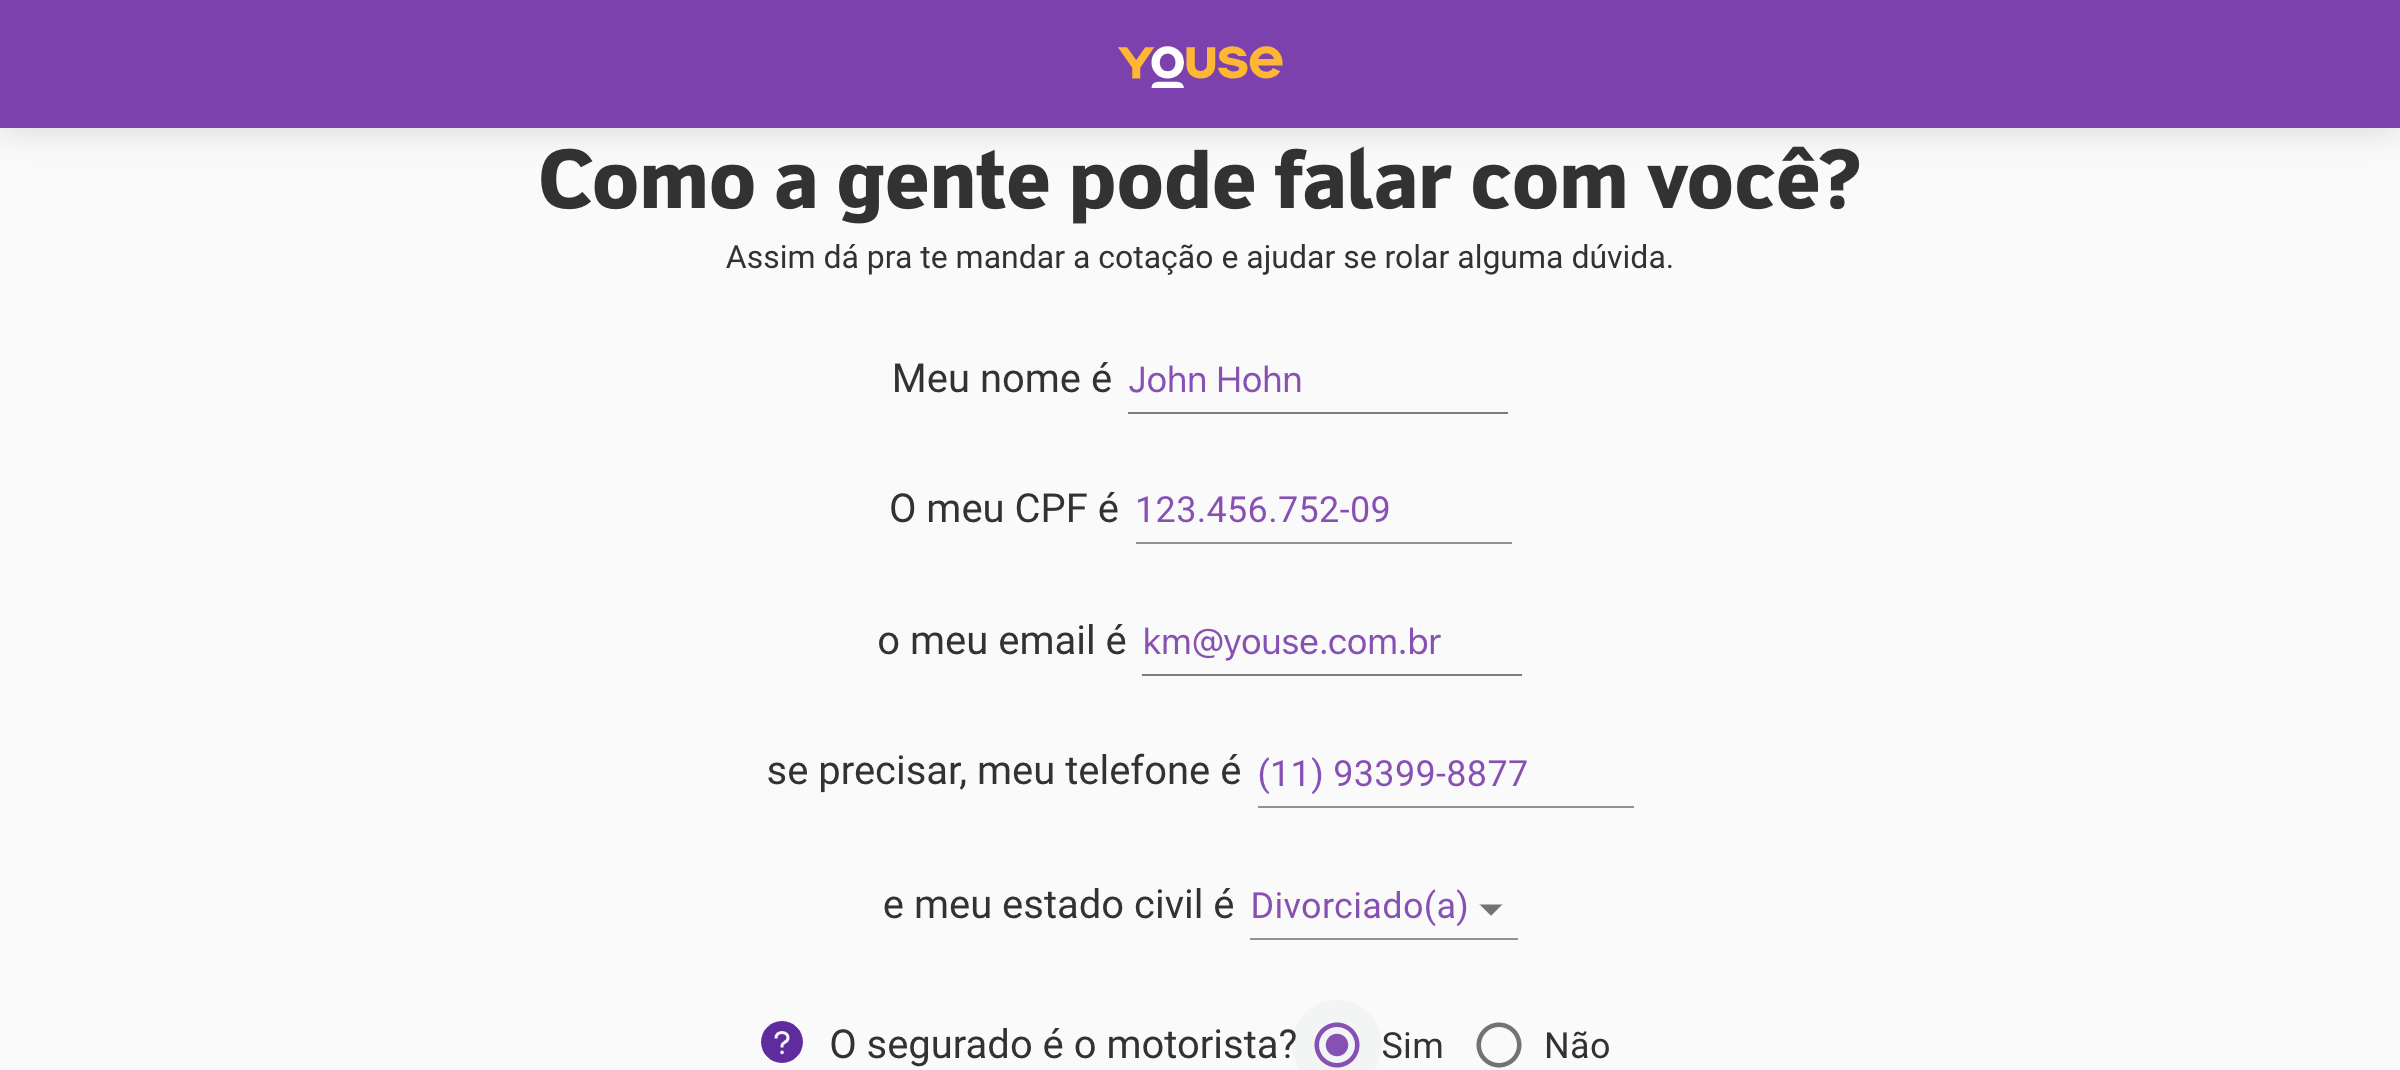 youse
Como a gente pode falar com você?
Assim dá pra te mandar a cotação e ajudar se rolar alguma dúvida.
Meu nome é John Hohn
O meu CPF é 123.456.752-09
o meu email é km@youse.com.br
se precisar, meu telefone é (11) 93399-8877
e meu estado civil é Divorciado(a)
? O segurado é o motorista? Sim Não